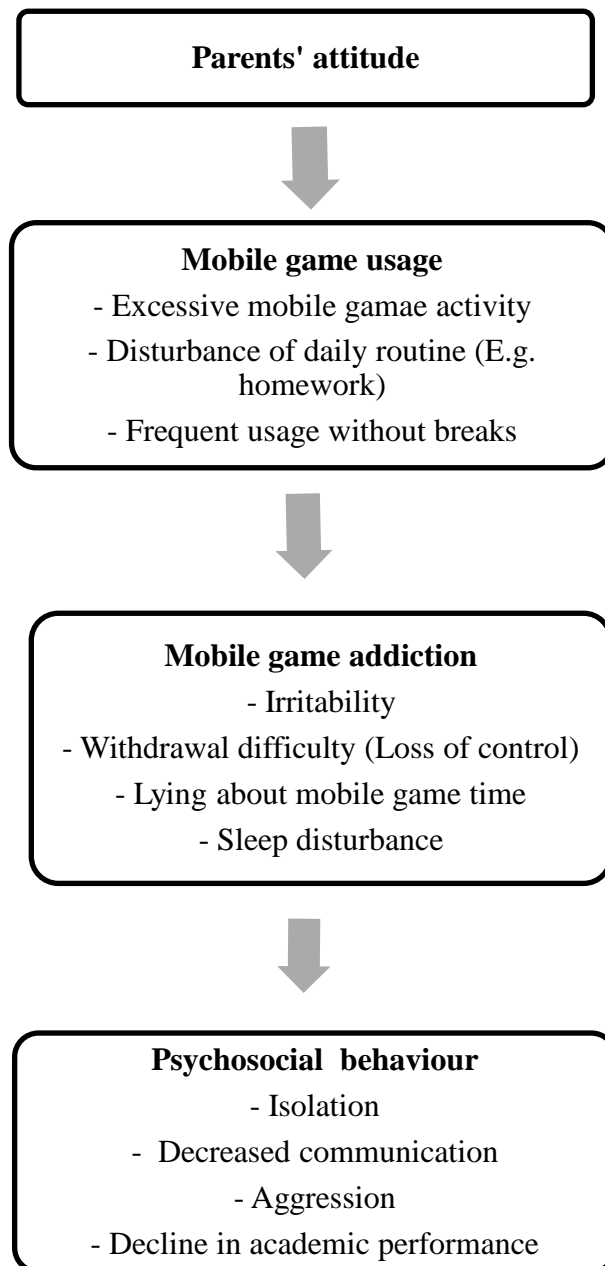 Parents' attitude
Mobile game usage
- Excessive mobile gamae activity
- Disturbance of daily routine (E.g.
homework)
- Frequent usage without breaks
Mobile game addiction
- Irritability
- Withdrawal difficulty (Loss of control)
- Lying about mobile game time
- Sleep disturbance
Psychosocial  behaviour
- Isolation
-  Decreased communication
- Aggression
- Decline in academic performance